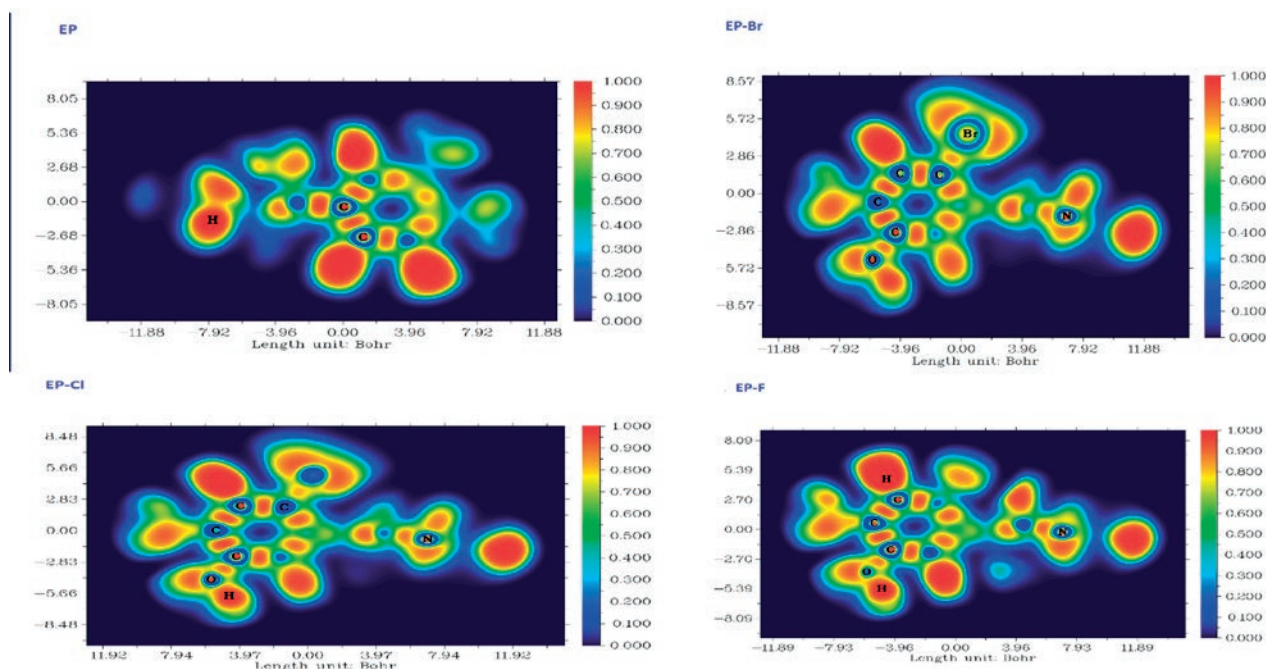 EP
8.05
5.36
2.68
0.00
−2.68
−5.36
−8.05
H
C
C
−11.88 −7.92 −3.96 0.00 3.96 7.92 11.88
Length unit: Bohr
1.000
0.900
0.800
0.700
0.600
0.500
0.400
0.300
0.200
0.100
0.000
EP-Br
8.57
5.72
2.86
0.00
−2.86
−5.72
−8.57
Br
C C
C
N
C
−11.88 −7.92 −3.96 0.00 3.96 7.92 11.88
Length unit: Bohr
1.000
0.900
0.800
0.700
0.600
0.500
0.400
0.300
0.200
0.100
0.000
EP-Cl
8.48
5.66
2.83
0.00
−2.83
−5.66
−8.48
C C
C
N
C
H
11.92 7.94 3.97 0.00 3.97 7.94 11.92
Length unit: Bohr
1.000
0.900
0.800
0.700
0.600
0.500
0.400
0.300
0.200
0.100
0.000
EP-F
8.09
5.39
2.70
0.00
−2.70
−5.39
−8.09
H
C
C
N
C
O
H
−11.89 −7.93 −3.96 0.00 3.96 7.93 11.89
Length unit: Bohr
1.000
0.900
0.800
0.700
0.600
0.500
0.400
0.300
0.200
0.100
0.000